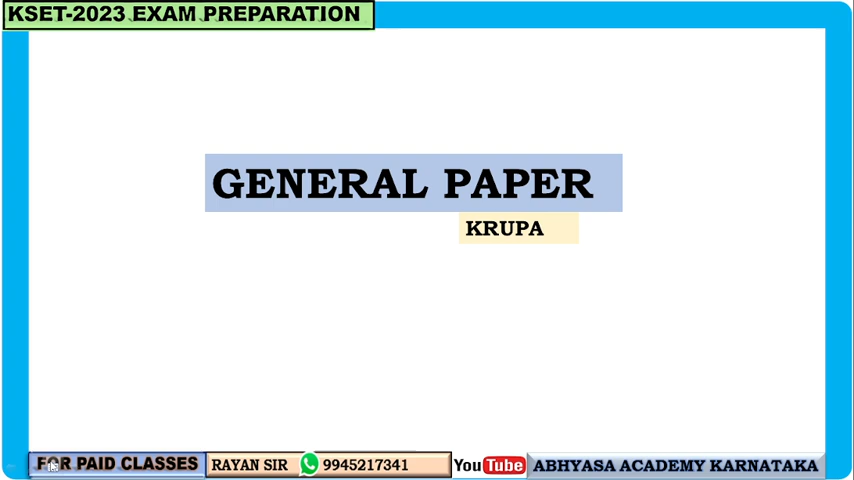 KSET-2023 EXAM PREPARATION
GENERAL PAPER
KRUPA
FOR PAID CLASSES RAYAN SIR 9945217341 YouTube ABHYASA ACADEMY KARNATAKA